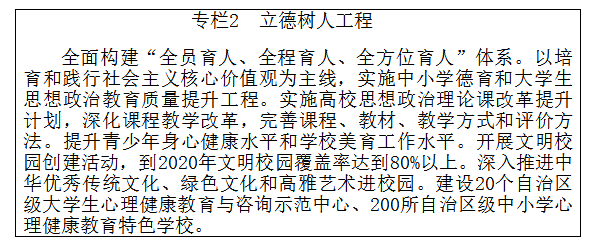 专栏2 立德树人工程
全面构建“全员育人、全程育人、全方位育人”体系。以培
育和践行社会主义核心价值观为主线，实施中小学德育和大学生
思想政治教育质量提升工程。实施高校思想政治理论课改革提升
计划，深化课程教学改革，完善课程、教材、教学方式和评价方
法。提升青少年身心健康水平和学校美育工作水平。开展文明校
园创建活动，到2020年文明校园覆盖率达到80%以上。深入推进中
华优秀传统文化、绿色文化和高雅艺术进校园。建设20个自治区
级大学生心理健康教育与咨询示范中心、200所自治区级中小学心
理健康教育特色学校。